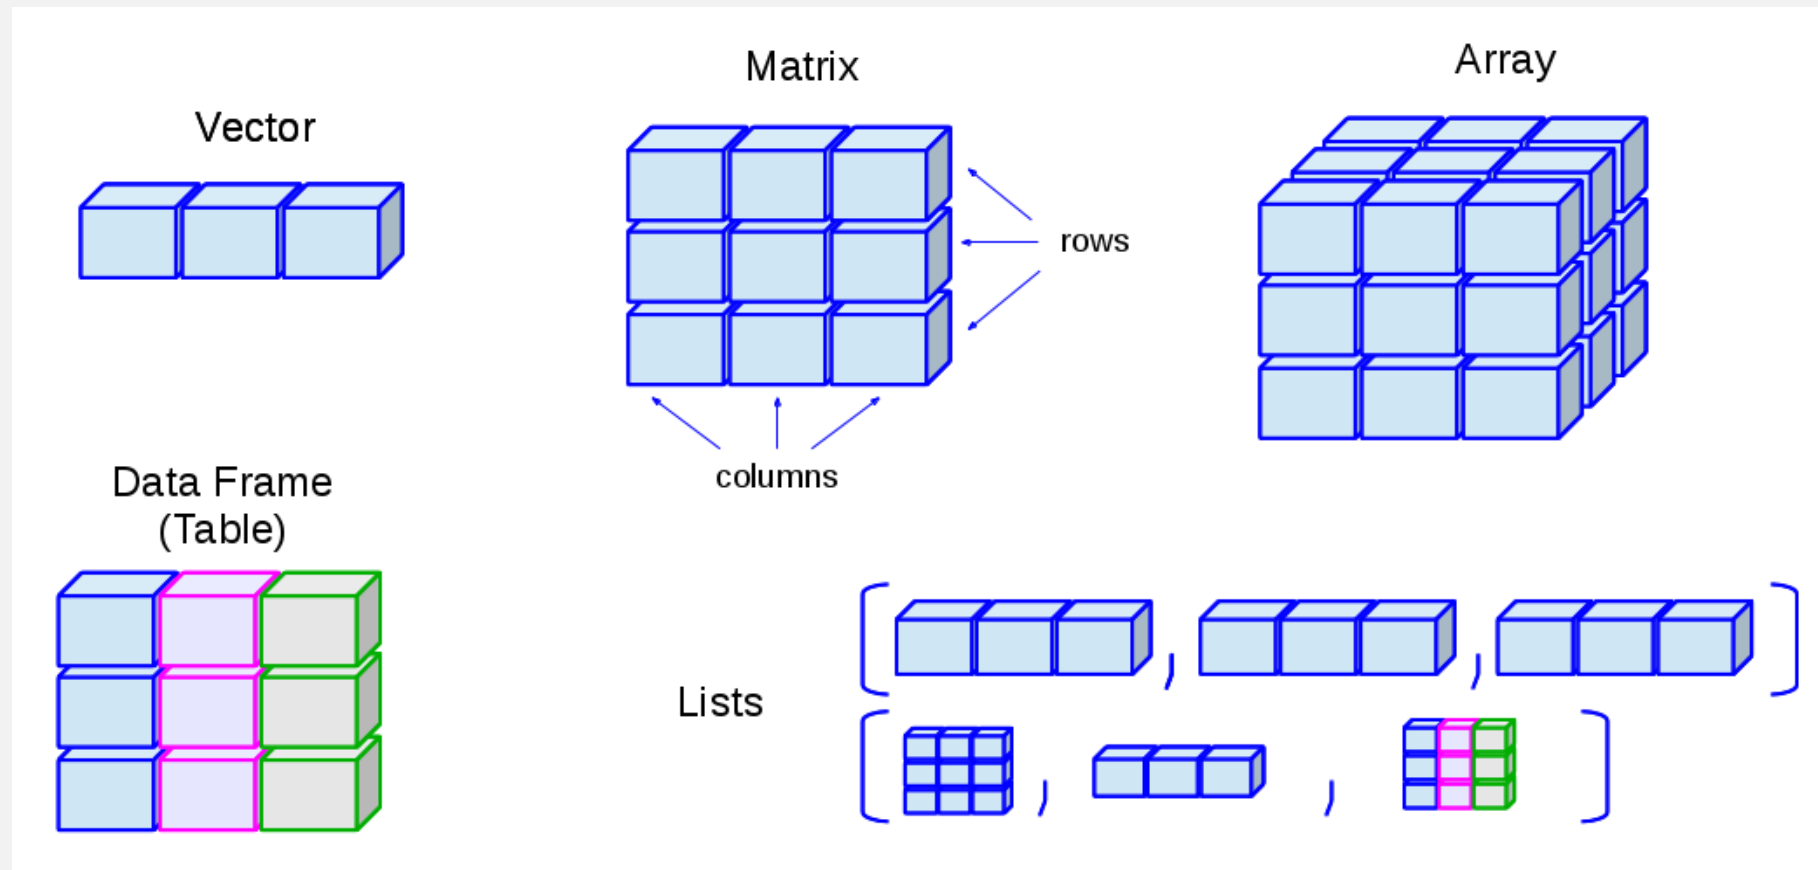 Vector
Matrix
Array
rows
columns
Data Frame
(Table)
Lists
,
,
,
,